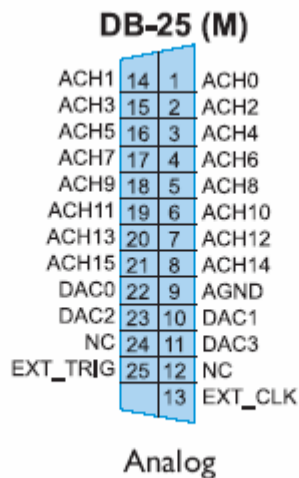 DB-25 (M)
ACH1 14 1 ACH0
ACH3 15 2 ACH2
ACH5 16 3 ACH4
ACH7 17 4 ACH6
ACH9 18 5 ACH8
ACH11 19 6 ACH10
ACH13 20 7 ACH12
ACH15 21 8 ACH14
DAC0 22 9 AGND
DAC2 23 10 DAC1
NC 24 11 DAC3
EXT_TRIG 25 12 NC
13 EXT_CLK
Analog